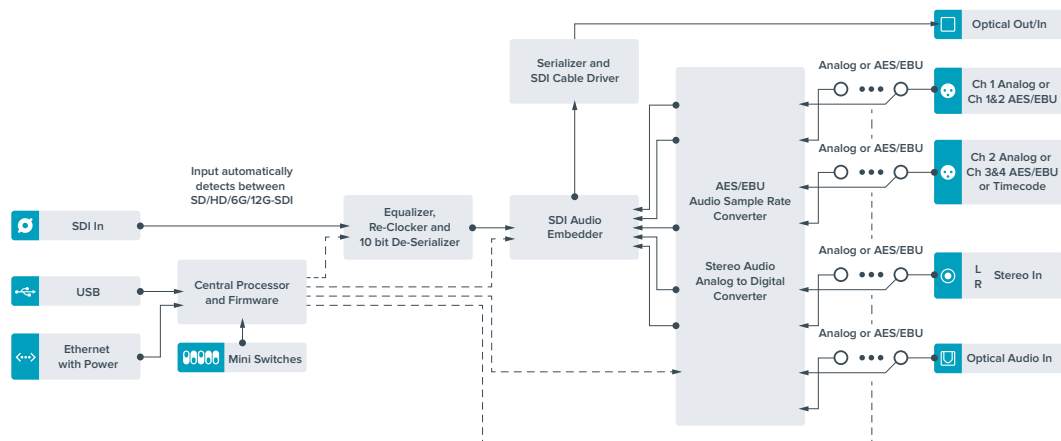 Optical Out/In
Serializer and
SDI Cable Driver
Analog or AES/EBU
Ch 1 Analog or
Ch 1&2 AES/EBU
Input automatically
detects between
SD/HD/6G/12G-SDI
Analog or AES/EBU
Ch 2 Analog or
Ch 3&4 AES/EBU
or Timecode
AES/EBU
Audio Sample Rate
Converter
SDI In
Equalizer,
Re-Clocker and
10 bit De-Serializer
SDI Audio
Embedder
Analog or AES/EBU
Stereo Audio
Analog to Digital
Converter
L
R
Stereo In
USB
Central Processor
and Firmware
Analog or AES/EBU
Ethernet
with Power
Mini Switches
Optical Audio In